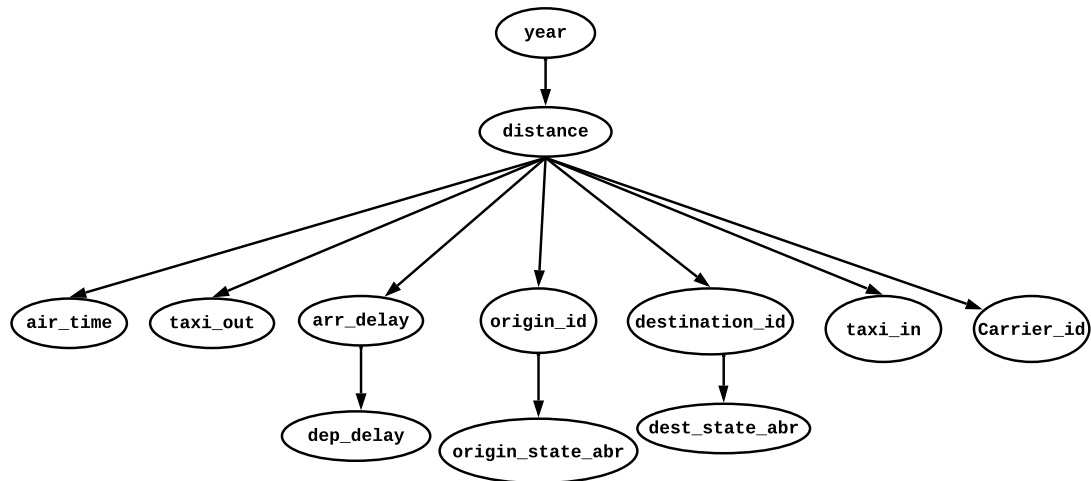 year
distance
air_time
taxi_out
arr_delay
origin_id
destination_id
taxi_in
Carrier_id
dep_delay
origin_state_abr
dest_state_abr